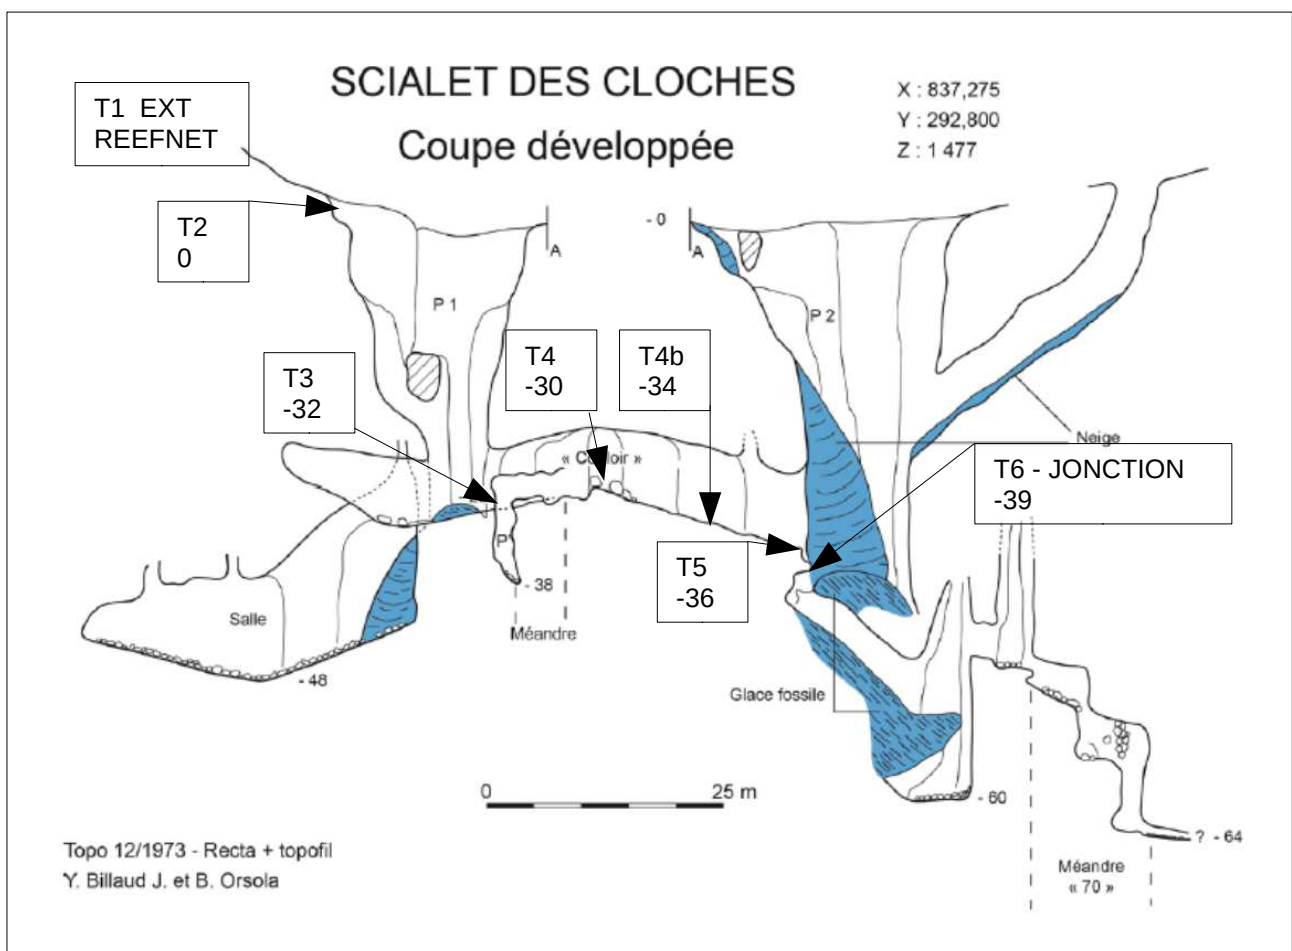 SCIALET DES CLOCHES
Coupe développée
X : 837,275
Y : 292,800
Z : 1 477
T1 EXT
REEFNET
T2
0
- 0
A
A
P 1
P 2
T3
-32
T4
-30
T4b
-34
Neige
T6 - JONCTION
-39
T5
-36
« »
P
- 38
Méandre
Salle
- 48
Glace fossile
- 60
? - 64
0 25 m
Méandre
« 70 »
Topo 12/1973 - Recta + topofil
Y. Billaud J. et B. Orsola